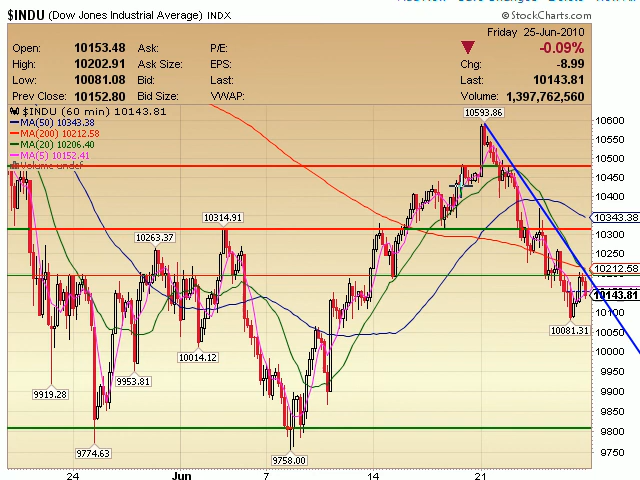 $INDU (Dow Jones Industrial Average) INDX
© StockCharts.com
Friday 25-Jun-2010
Open: 10153.48 Ask: P/E: -0.09%
High: 10202.91 Ask Size: EPS: Chg: -8.99
Low: 10081.08 Bid: Last: Last: 10143.81
Prev Close: 10152.80 Bid Size: VWAP: Volume: 1,397,762,560
$INDU (60 min) 10143.81
MA(50) 10343.38
MA(200) 10212.58
MA(20) 10206.40
MA(5) 10152.41
Volume undef
10593.86
10314.91
10263.37
10014.12
9953.81
9919.28
9774.63
9758.00
10081.31
10600
10550
10500
10450
10400
10343.38
10300
10250
10212.58
10143.81
10100
10050
10000
9950
9900
9850
9800
9750
24 Jun 7 14 21